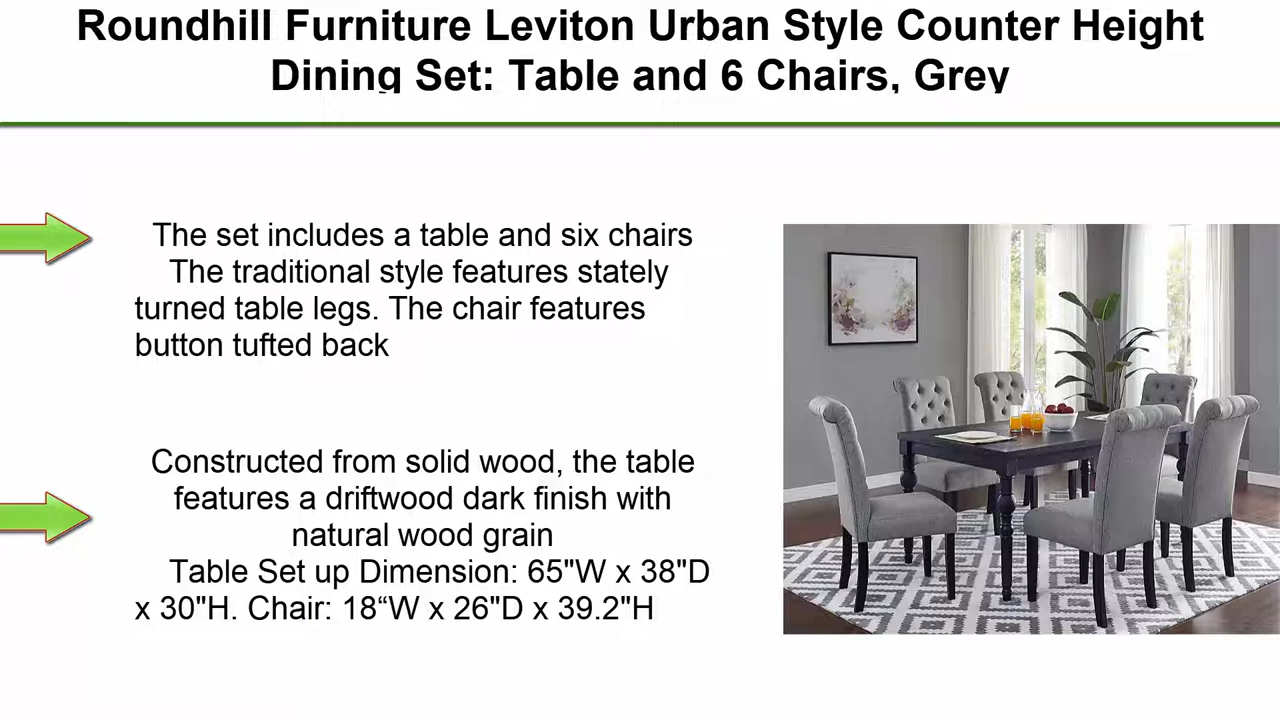 Roundhill Furniture Leviton Urban Style Counter Height
Dining Set: Table and 6 Chairs, Grey
The set includes a table and six chairs
The traditional style features stately
turned table legs. The chair features
button tufted back
Constructed from solid wood, the table
features a driftwood dark finish with
natural wood grain
Table Set up Dimension: 65"W x 38"D
x 30"H. Chair: 18“W x 26"D x 39.2"H